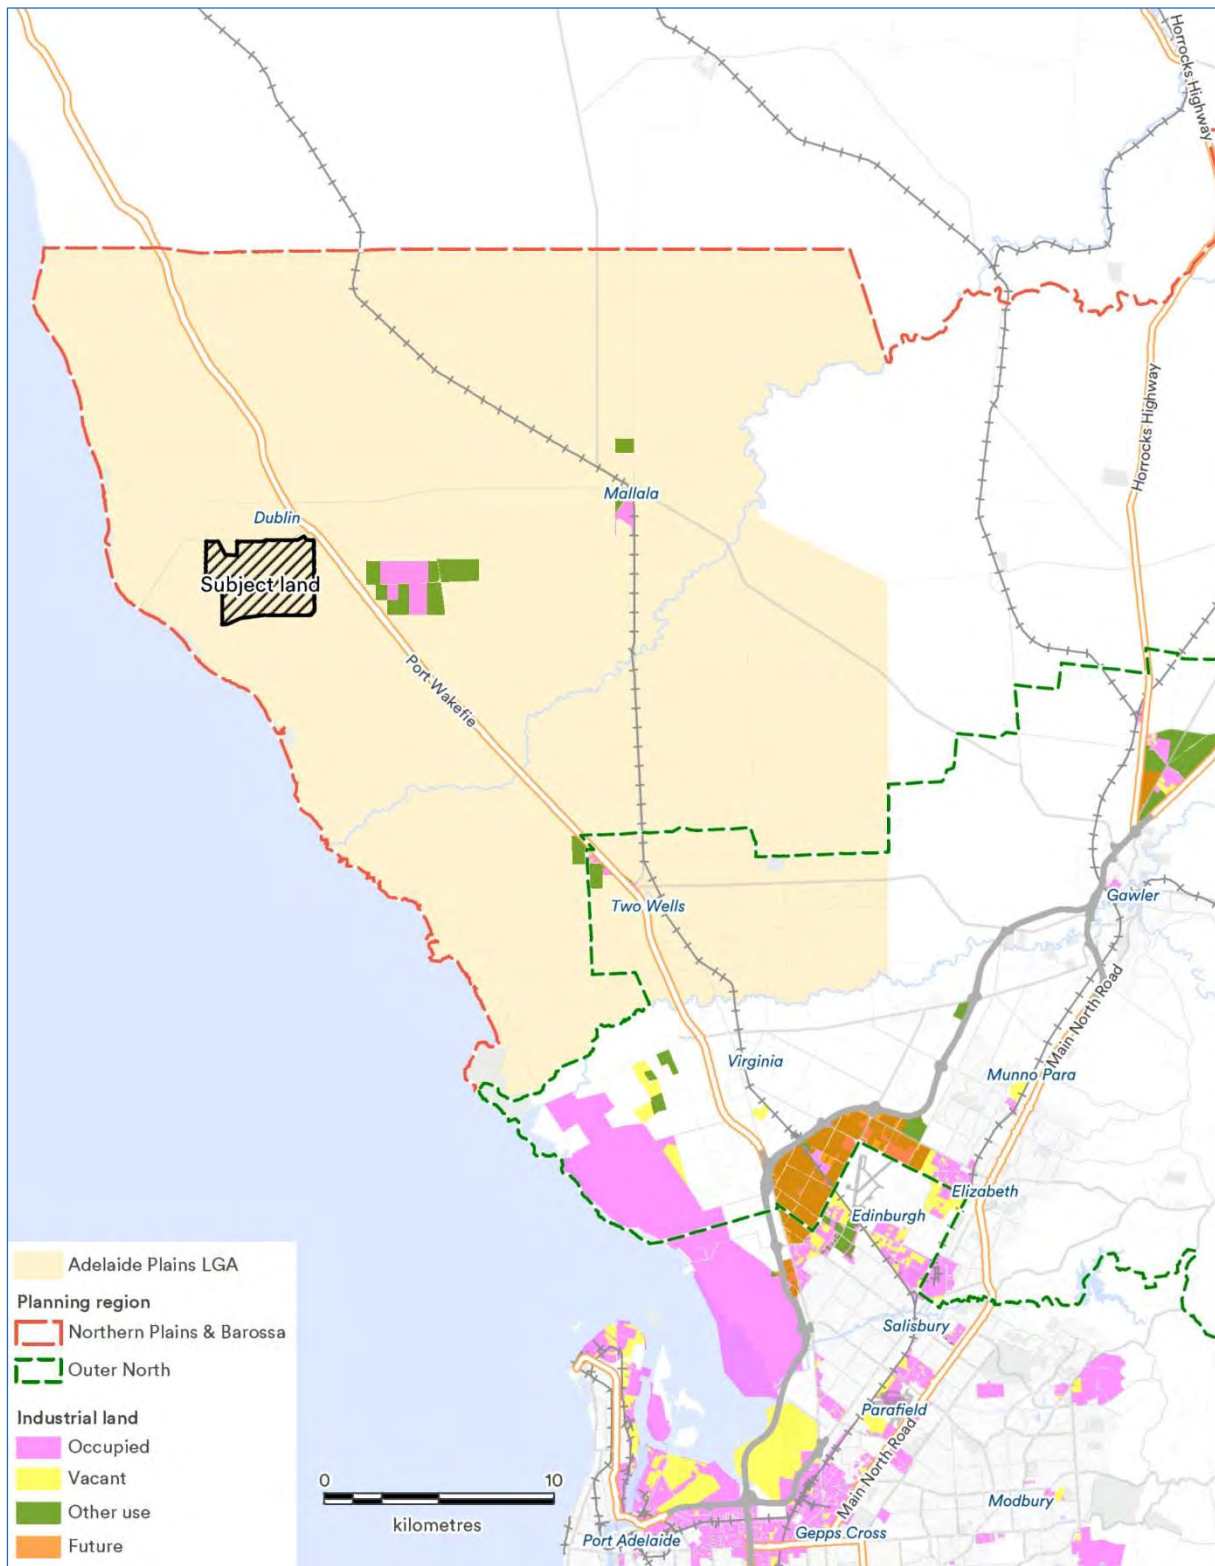 Horrocks Highway
Horrocks Highway
Mallala
Dublin
Subject land
Port Wakefie
Two Wells
Gawler
Main North Road
Virginia
Munno Para
Elizabeth
Edinburgh
Salisbury
Parafield
Main North Road
Modbury
Gepps Cross
Port Adelaide
Adelaide Plains LGA
Planning region
Northern Plains & Barossa
Outer North
Industrial land
Occupied
Vacant
Other use
Future
0 10
kilometres